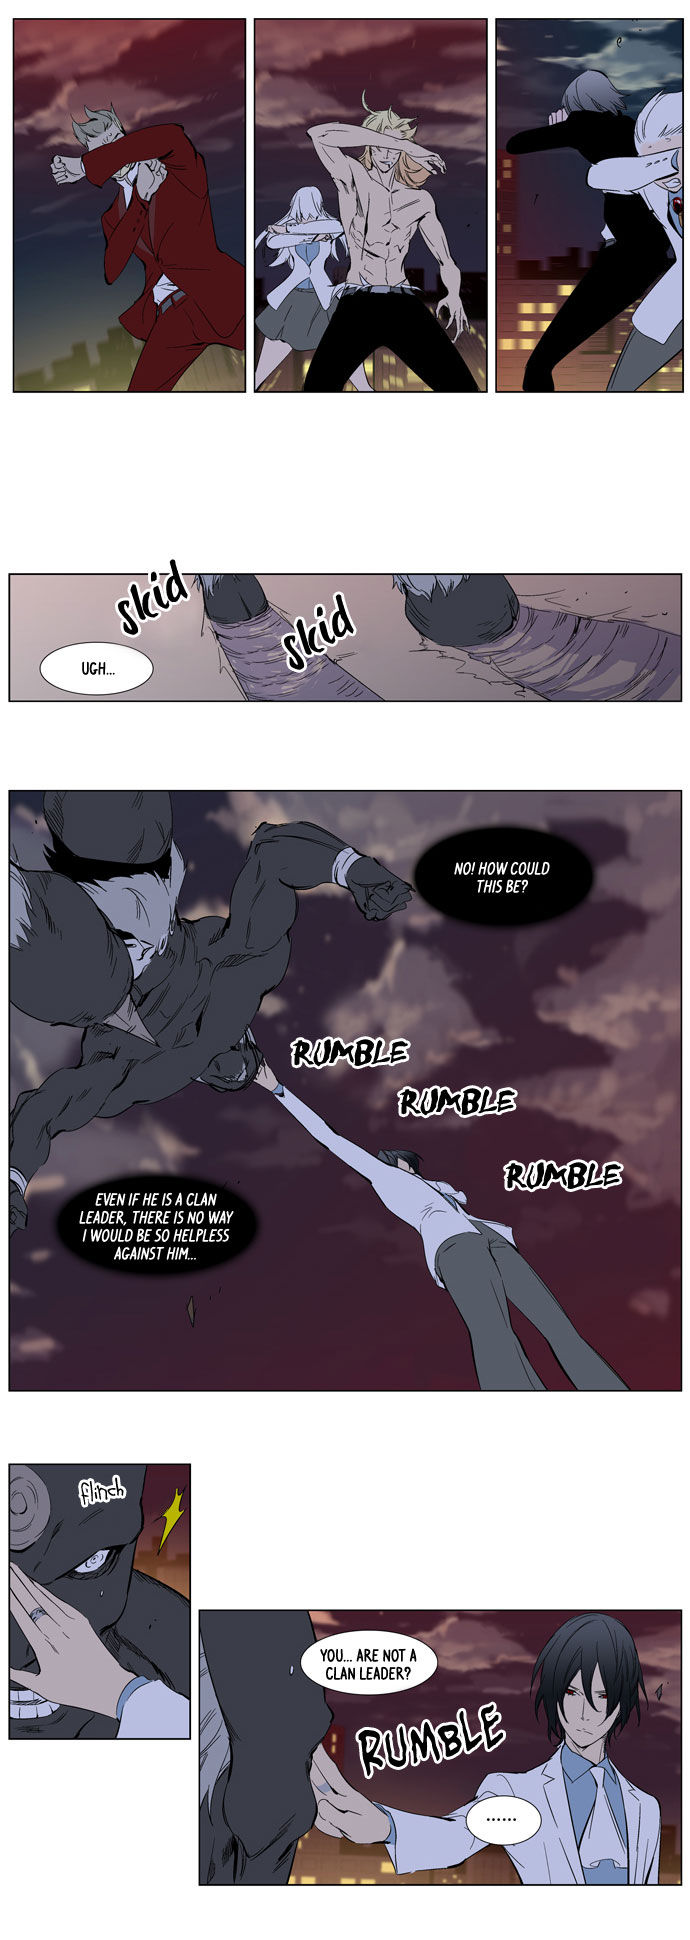 skid
skid
UGH...
NO! HOW COULD
THIS BE?
RUMBLE
RUMBLE
RUMBLE
EVEN IF HE IS A CLAN
LEADER, THERE IS NO WAY
I WOULD BE SO HELPLESS
AGAINST HIM...
flinch
YOU... ARE NOT A
CLAN LEADER?
RUMBLE
......